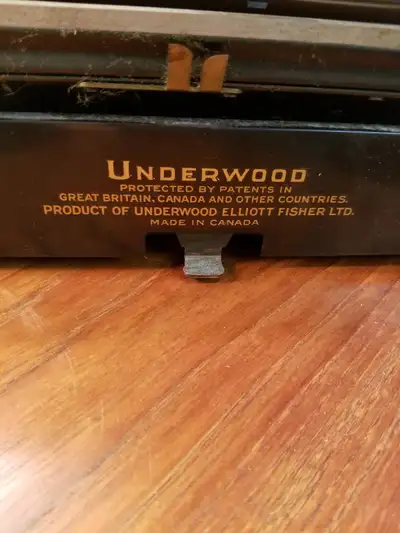 UNDERWOOD
PROTECTED BY PATENTS IN
GREAT BRITAIN, CANADA AND OTHER COUNTRIES.
PRODUCT OF UNDERWOOD ELLIOTT FISHER LTD.
MADE IN CANADA